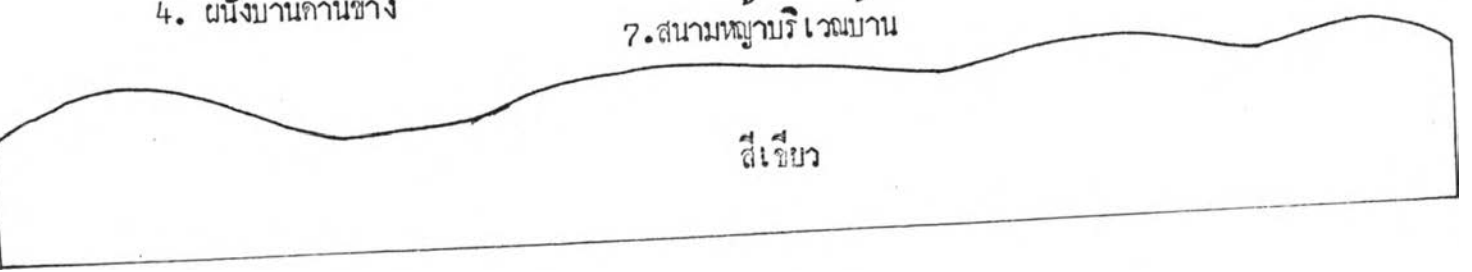 4. ผนังบ้านด้านข้าง
7.สนามหญ้าบริเวณบ้าน
สีเขียว